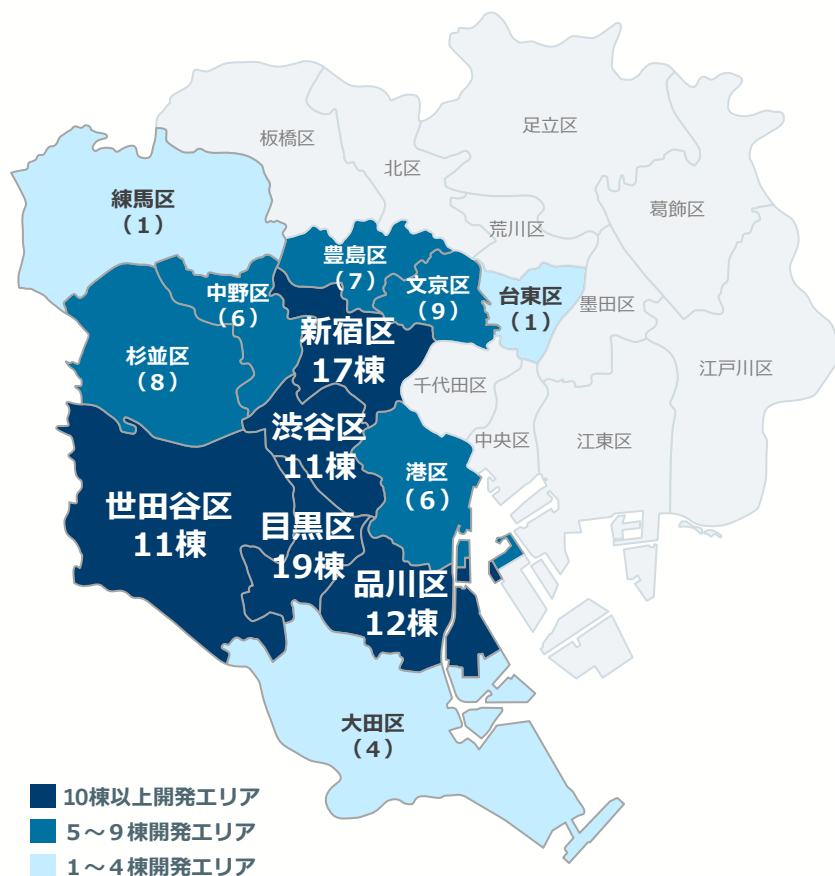 足立区
板橋区
北区
練馬区
（1）
葛飾区
荒川区
豊島区
（7）
文京区
（9）
中野区
（6）
台東区
（1）
墨田区
新宿区
17棟
杉並区
（8）
江戸川区
千代田区
渋谷区
11棟
中央区
江東区
港区
（6）
世田谷区
11棟
目黒区
19棟
品川区
12棟
大田区
（4）
10棟以上開発エリア
5～9棟開発エリア
1～4棟開発エリア